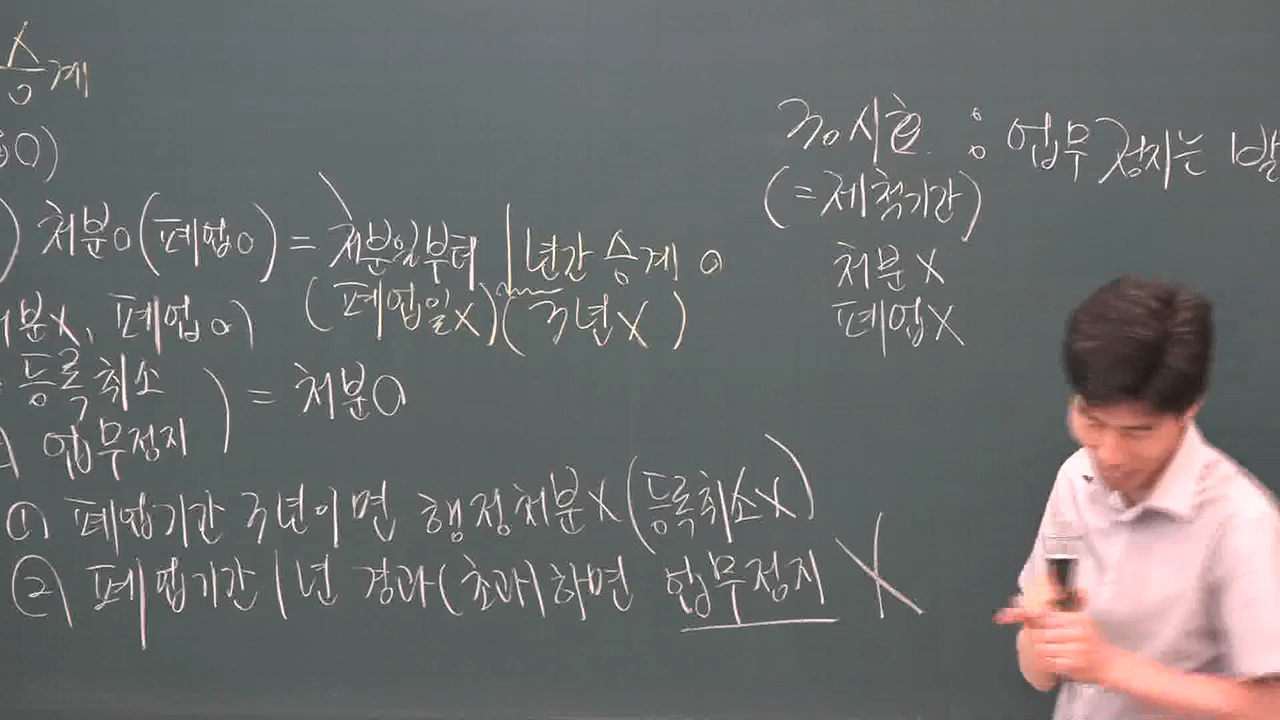 승계
처분O(폐업O) = 처분일부터 1년간 승계 O
(폐업일X)(3년X)
분X, 폐업O)
등록취소
업무정지 ) = 처분O
① 폐업기간 3년이면 행정처분X(등록취소X)
② 폐업기간 1년 경과(초과)하면 업무정지 X
3. 시효 : 업무정지는
(=제척기간)
처분X
폐업X